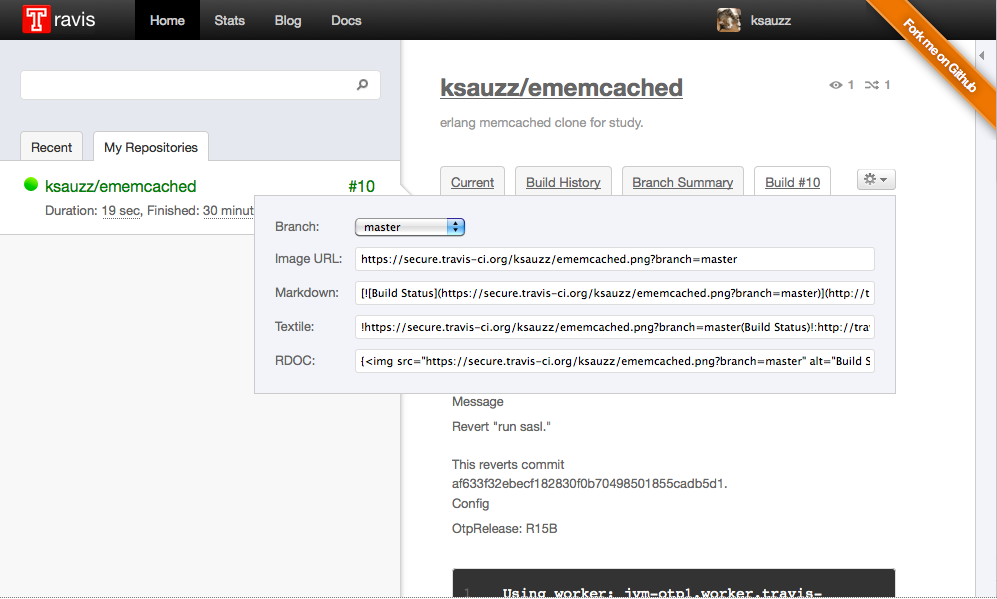 Travis Home Stats Blog Docs ksauzz
Fork me on Github
ksauzz/ememcached 1 1
erlang memcached clone for study.
Recent My Repositories
Current Build History Branch Summary Build #10
ksauzz/ememcached #10
Duration: 19 sec, Finished: 30 minut
Branch: master
Image URL: https://secure.travis-ci.org/ksauzz/ememcached.png?branch=master
Markdown: [![Build Status](https://secure.travis-ci.org/ksauzz/ememcached.png?branch=master)](http://t
Textile: !https://secure.travis-ci.org/ksauzz/ememcached.png?branch=master(Build Status)!:http://tra
RDOC: {<img src="https://secure.travis-ci.org/ksauzz/ememcached.png?branch=master" alt="Build S
Message
Revert "run sasl."
This reverts commit
af633f32ebecf182830f0b70498501855cadb5d1.
Config
OtpRelease: R15B
1 Using worker: jvm-otp1.worker.travis-